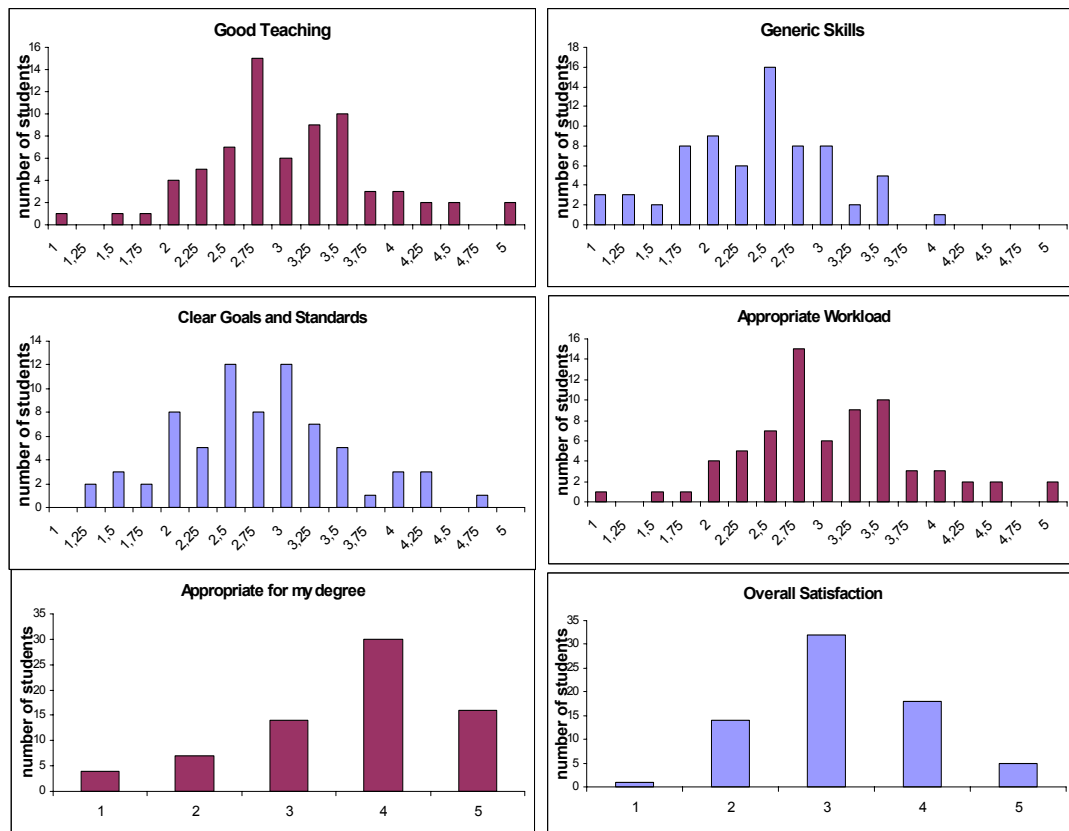 Good Teaching
number of students
16
14
12
10
8
6
4
2
0
1 1,25 1,5 1,75 2 2,25 2,5 2,75 3 3,25 3,5 3,75 4 4,25 4,5 4,75 5
Generic Skills
number of students
18
16
14
12
10
8
6
4
2
0
1 1,25 1,5 1,75 2 2,25 2,5 2,75 3 3,25 3,5 3,75 4 4,25 4,5 4,75 5
Clear Goals and Standards
number of students
14
12
10
8
6
4
2
0
1 1,25 1,5 1,75 2 2,25 2,5 2,75 3 3,25 3,5 3,75 4 4,25 4,5 4,75 5
Appropriate Workload
number of students
16
14
12
10
8
6
4
2
0
1 1,25 1,5 1,75 2 2,25 2,5 2,75 3 3,25 3,5 3,75 4 4,25 4,5 4,75 5
Appropriate for my degree
number of students
35
30
25
20
15
10
5
0
1 2 3 4 5
Overall Satisfaction
number of students
35
30
25
20
15
10
5
0
1 2 3 4 5